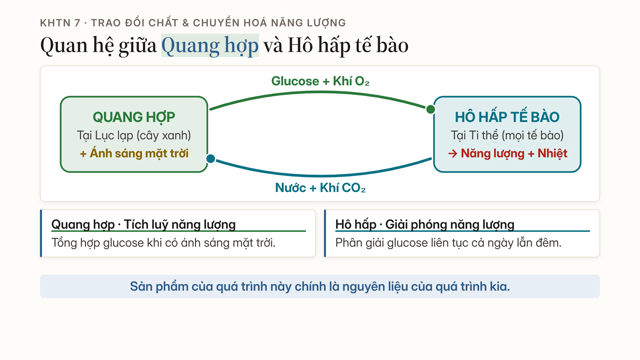 KHTN 7 · TRAO ĐỔI CHẤT & CHUYỂN HOÁ NĂNG LƯỢNG
Quan hệ giữa Quang hợp và Hô hấp tế bào
Glucose + Khí O₂
QUANG HỢP
Tại Lục lạp (cây xanh)
+ Ánh sáng mặt trời
HÔ HẤP TẾ BÀO
Tại Ti thể (mọi tế bào)
→ Năng lượng + Nhiệt
Nước + Khí CO₂
Quang hợp · Tích luỹ năng lượng
Tổng hợp glucose khi có ánh sáng mặt trời.
Hô hấp · Giải phóng năng lượng
Phân giải glucose liên tục cả ngày lẫn đêm.
Sản phẩm của quá trình này chính là nguyên liệu của quá trình kia.